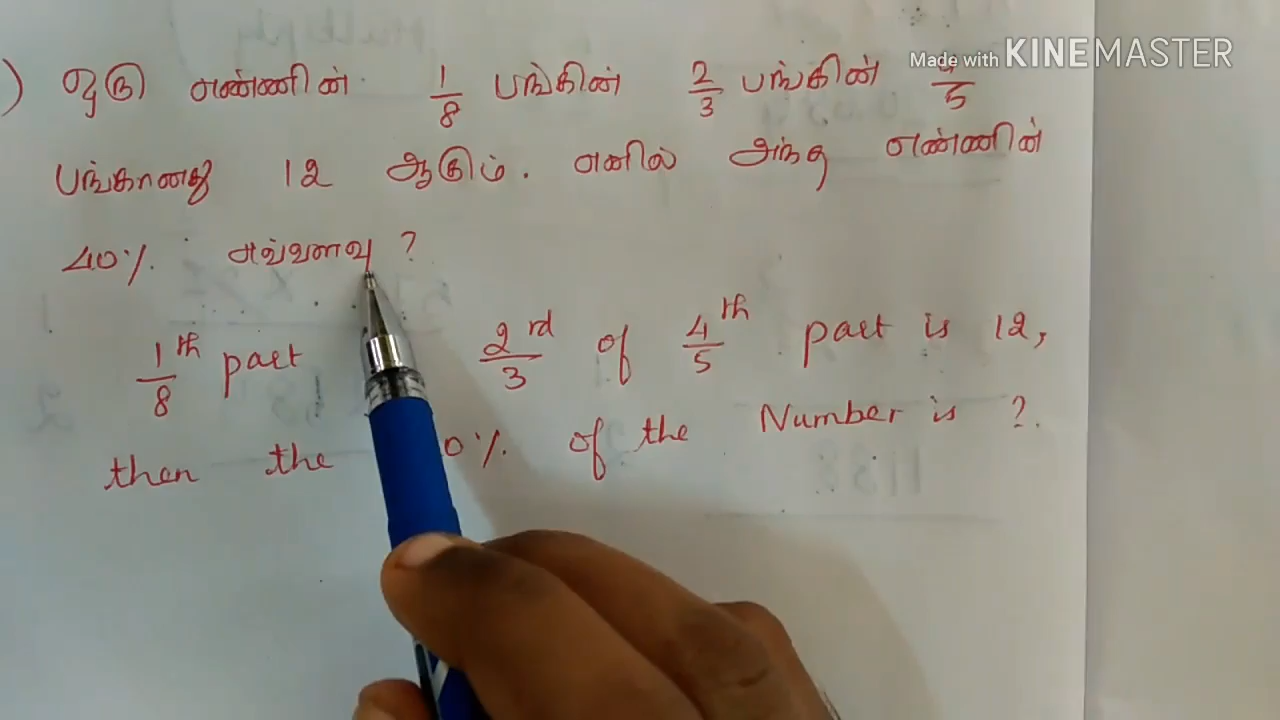 Made with KINEMASTER
) ஒரு எண்ணின் 1/8 பங்கின் 2/3 பங்கின் 4/5
பங்கானது 12 ஆகும். எனில் அந்த எண்ணின்
40% எவ்வளவு ?
1/8 th part 2/3 rd of 4/5 th part is 12,
then the 0% of the Number is ?